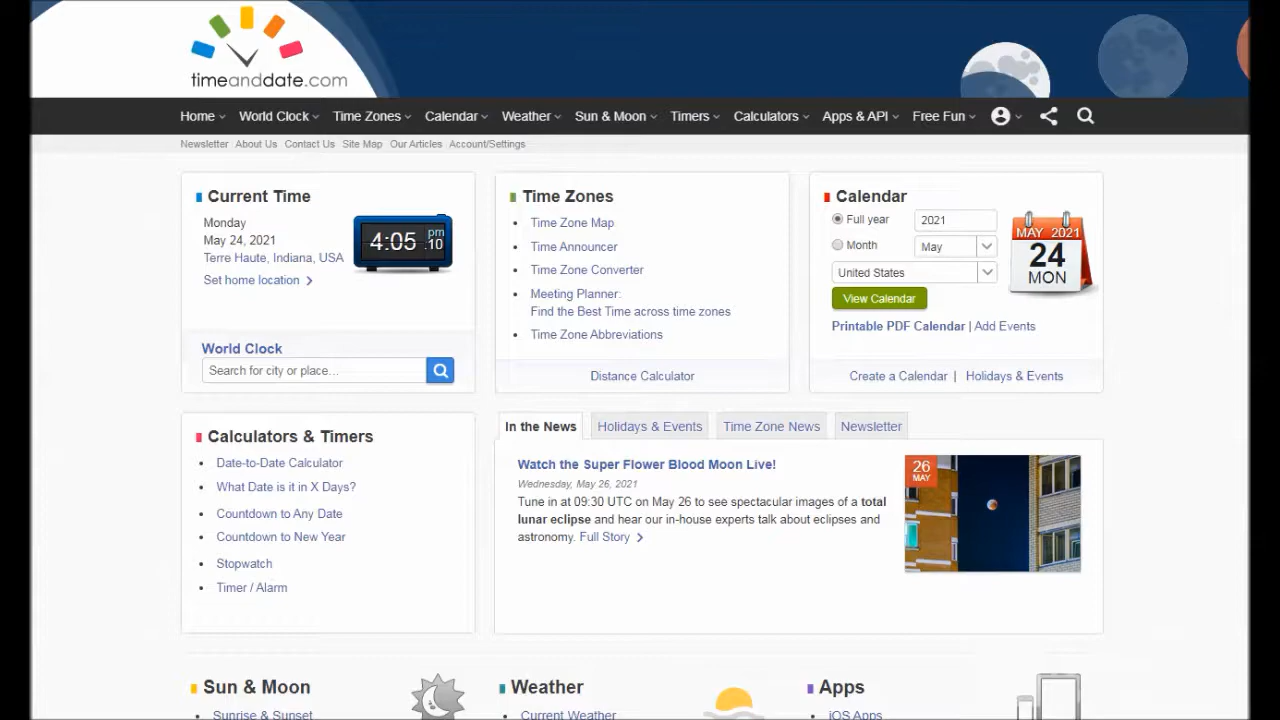 timeanddate.com
Home World Clock Time Zones Calendar Weather Sun & Moon Timers Calculators Apps & API Free Fun
Newsletter About Us Contact Us Site Map Our Articles Account/Settings
Current Time
Monday
May 24, 2021
Terre Haute, Indiana, USA
Set home location
4:05 pm .10
World Clock
Search for city or place...
Time Zones
Time Zone Map
Time Announcer
Time Zone Converter
Meeting Planner:
Find the Best Time across time zones
Time Zone Abbreviations
Distance Calculator
Calendar
Full year 2021
Month May
United States
View Calendar
Printable PDF Calendar | Add Events
MAY 2021
24
MON
Create a Calendar | Holidays & Events
Calculators & Timers
Date-to-Date Calculator
What Date is it in X Days?
Countdown to Any Date
Countdown to New Year
Stopwatch
Timer / Alarm
In the News Holidays & Events Time Zone News Newsletter
Watch the Super Flower Blood Moon Live!
Wednesday, May 26, 2021
Tune in at 09:30 UTC on May 26 to see spectacular images of a total
lunar eclipse and hear our in-house experts talk about eclipses and
astronomy. Full Story
26
MAY
Sun & Moon
Sunrise & Sunset
Weather
Current Weather
Apps
iOS Apps